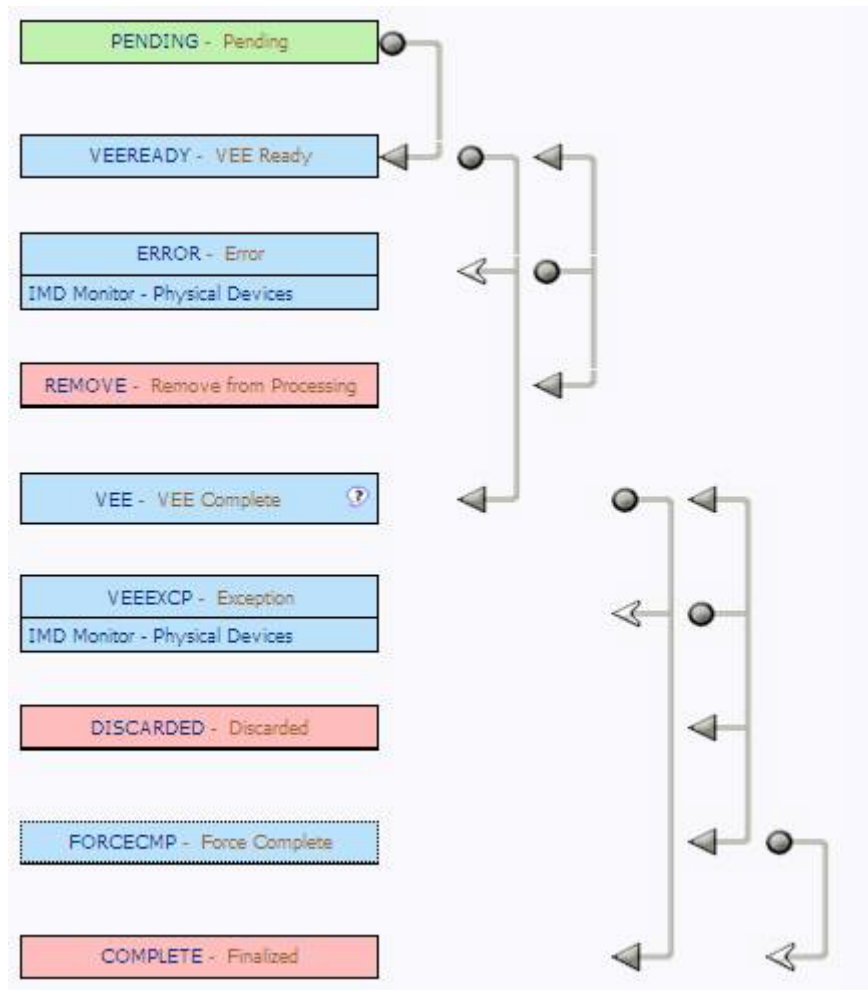 PENDING - Pending
VEEREADY - VEE Ready
ERROR - Error
IMD Monitor - Physical Devices
REMOVE - Remove from Processing
VEE - VEE Complete ?
VEEEXCP - Exception
IMD Monitor - Physical Devices
DISCARDED - Discarded
FORCECMP - Force Complete
COMPLETE - Finalized